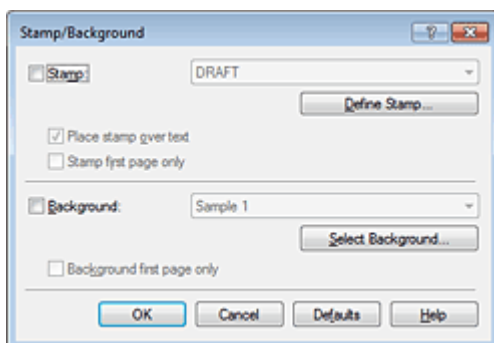 Stamp/Background
Stamp: DRAFT
Define Stamp...
Place stamp over text
Stamp first page only
Background: Sample 1
Select Background...
Background first page only
OK Cancel Defaults Help